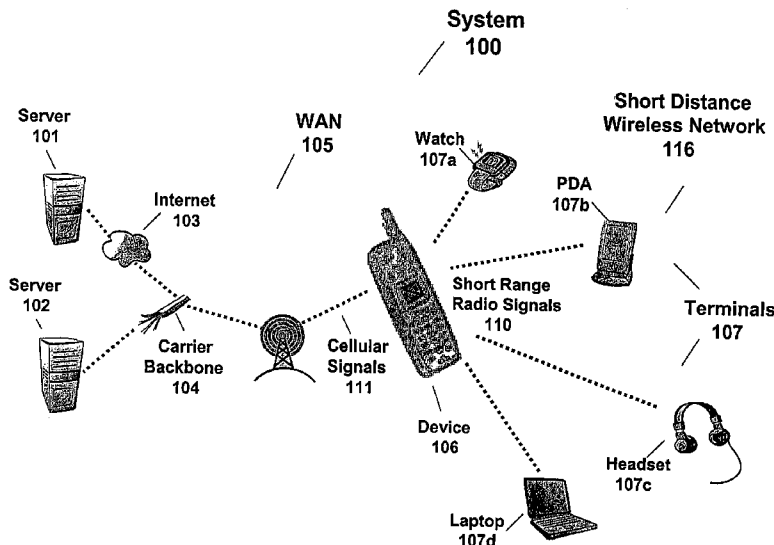 System
100
Server
101
WAN
105
Short Distance
Wireless Network
116
Watch
107a
Internet
103
PDA
107b
Server
102
Short Range
Radio Signals
110
Terminals
107
Carrier
Backbone
104
Cellular
Signals
111
Device
106
Headset
107c
Laptop
107d